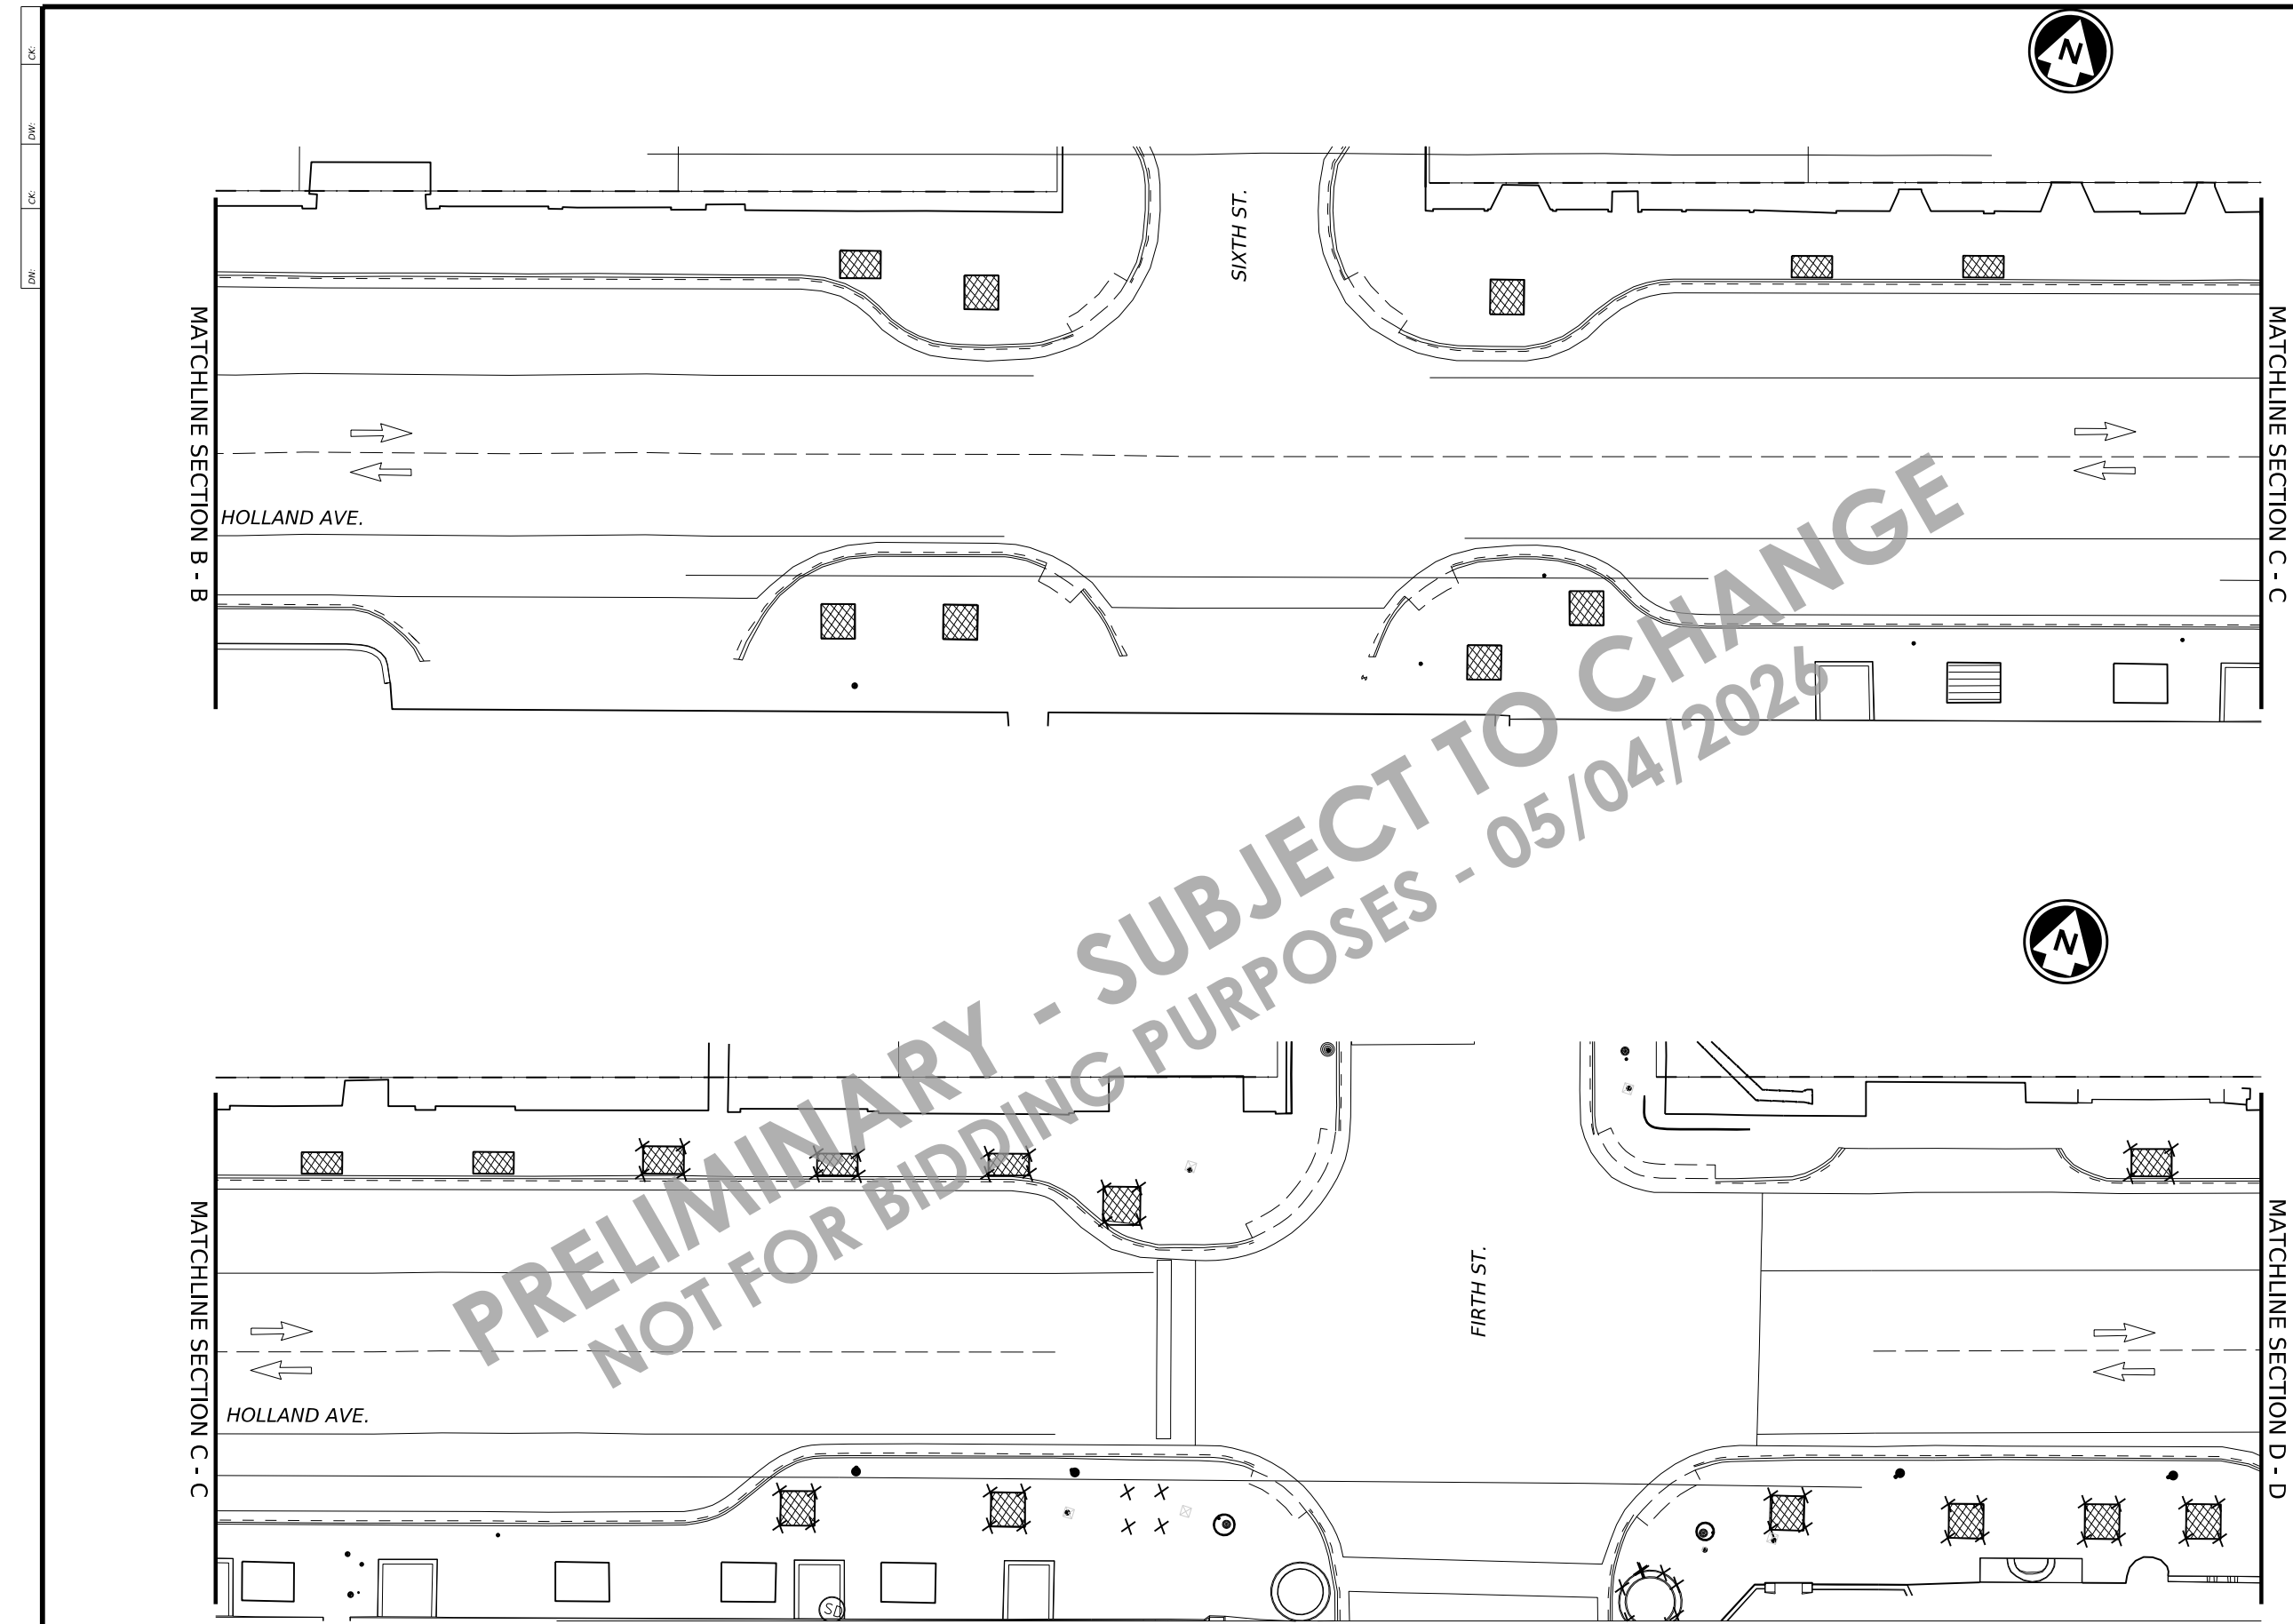 CK:
DW:
CK:
DN:
N
SIXTH ST.
MATCHLINE SECTION B - B
MATCHLINE SECTION C - C
HOLLAND AVE.
PRELIMINARY - SUBJECT TO CHANGE
NOT FOR BIDDING PURPOSES - 05/04/2026
N
FIRTH ST.
MATCHLINE SECTION C - C
MATCHLINE SECTION D - D
HOLLAND AVE.
SD